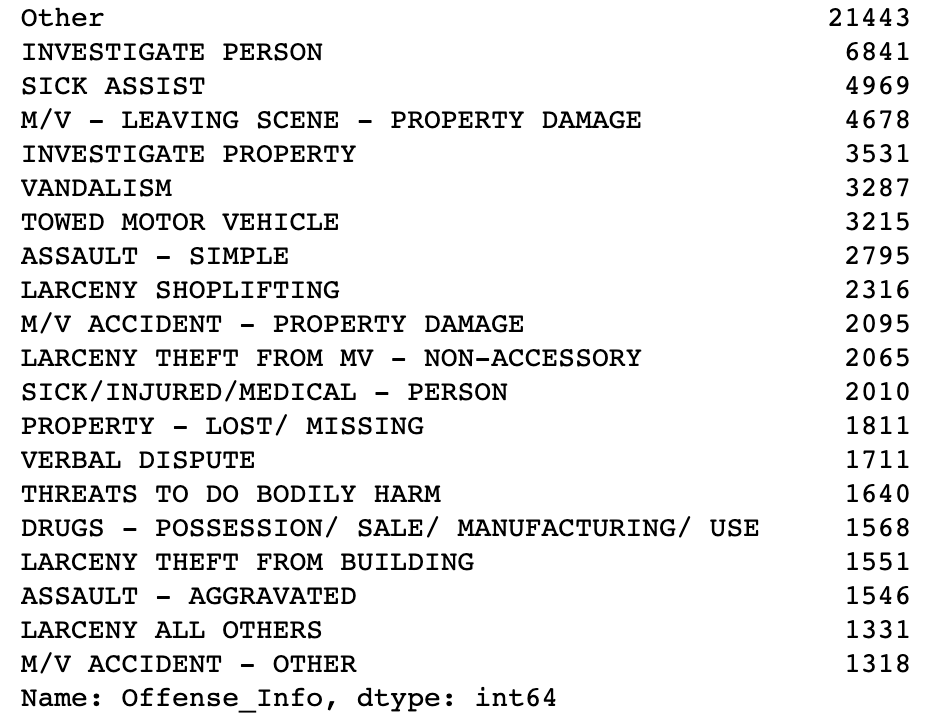 Other 21443
INVESTIGATE PERSON 6841
SICK ASSIST 4969
M/V - LEAVING SCENE - PROPERTY DAMAGE 4678
INVESTIGATE PROPERTY 3531
VANDALISM 3287
TOWED MOTOR VEHICLE 3215
ASSAULT - SIMPLE 2795
LARCENY SHOPLIFTING 2316
M/V ACCIDENT - PROPERTY DAMAGE 2095
LARCENY THEFT FROM MV - NON-ACCESSORY 2065
SICK/INJURED/MEDICAL - PERSON 2010
PROPERTY - LOST/ MISSING 1811
VERBAL DISPUTE 1711
THREATS TO DO BODILY HARM 1640
DRUGS - POSSESSION/ SALE/ MANUFACTURING/ USE 1568
LARCENY THEFT FROM BUILDING 1551
ASSAULT - AGGRAVATED 1546
LARCENY ALL OTHERS 1331
M/V ACCIDENT - OTHER 1318
Name: Offense_Info, dtype: int64